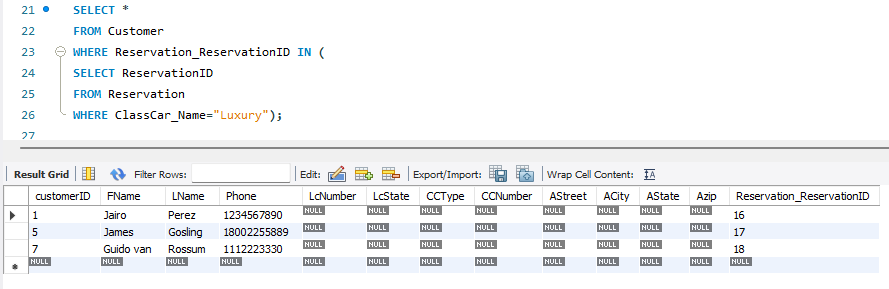 21 SELECT *
22 FROM Customer
23 WHERE Reservation_ReservationID IN (
24 SELECT ReservationID
25 FROM Reservation
26 WHERE ClassCar_Name="Luxury");
27
Result Grid Filter Rows: Edit: Export/Import: Wrap Cell Content: IA
customerID FName LName Phone LcNumber LcState CCType CCNumber AStreet ACity AState Azip Reservation_ReservationID
1 Jairo Perez 1234567890 NULL NULL NULL NULL NULL NULL NULL NULL 16
5 James Gosling 18002255889 NULL NULL NULL NULL NULL NULL NULL NULL 17
7 Guido van Rossum 1112223330 NULL NULL NULL NULL NULL NULL NULL NULL 18
NULL NULL NULL NULL NULL NULL NULL NULL NULL NULL NULL NULL NULL